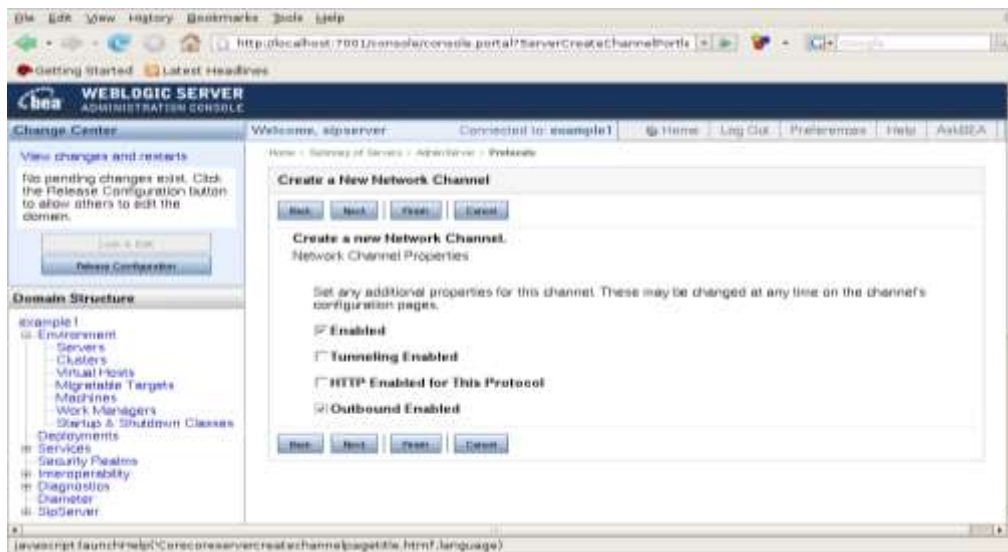 File Edit View History Bookmarks Tools Help
http://localhost:7001/console/console.portal?ServerCreateChannelPortle
Getting Started Latest Headlines
bea WEBLOGIC SERVER
ADMINISTRATION CONSOLE
Change Center
Welcome, sipserver Connected to: example1 Home Log Out Preferences Help AskBEA
View changes and restarts
No pending changes exist. Click
the Release Configuration button
to allow others to edit the
domain.
Lock & Edit
Release Configuration
Domain Structure
example1
Environment
Servers
Clusters
Virtual Hosts
Migratable Targets
Machines
Work Managers
Startup & Shutdown Classes
Deployments
Services
Security Realms
Interoperability
Diagnostics
Diameter
SipServer
Home > Summary of Servers > AdminServer > Protocols
Create a New Network Channel
Back Next Finish Cancel
Create a new Network Channel.
Network Channel Properties
Set any additional properties for this channel. These may be changed at any time on the channel's
configuration pages.
Enabled
Tunneling Enabled
HTTP Enabled for This Protocol
Outbound Enabled
Back Next Finish Cancel